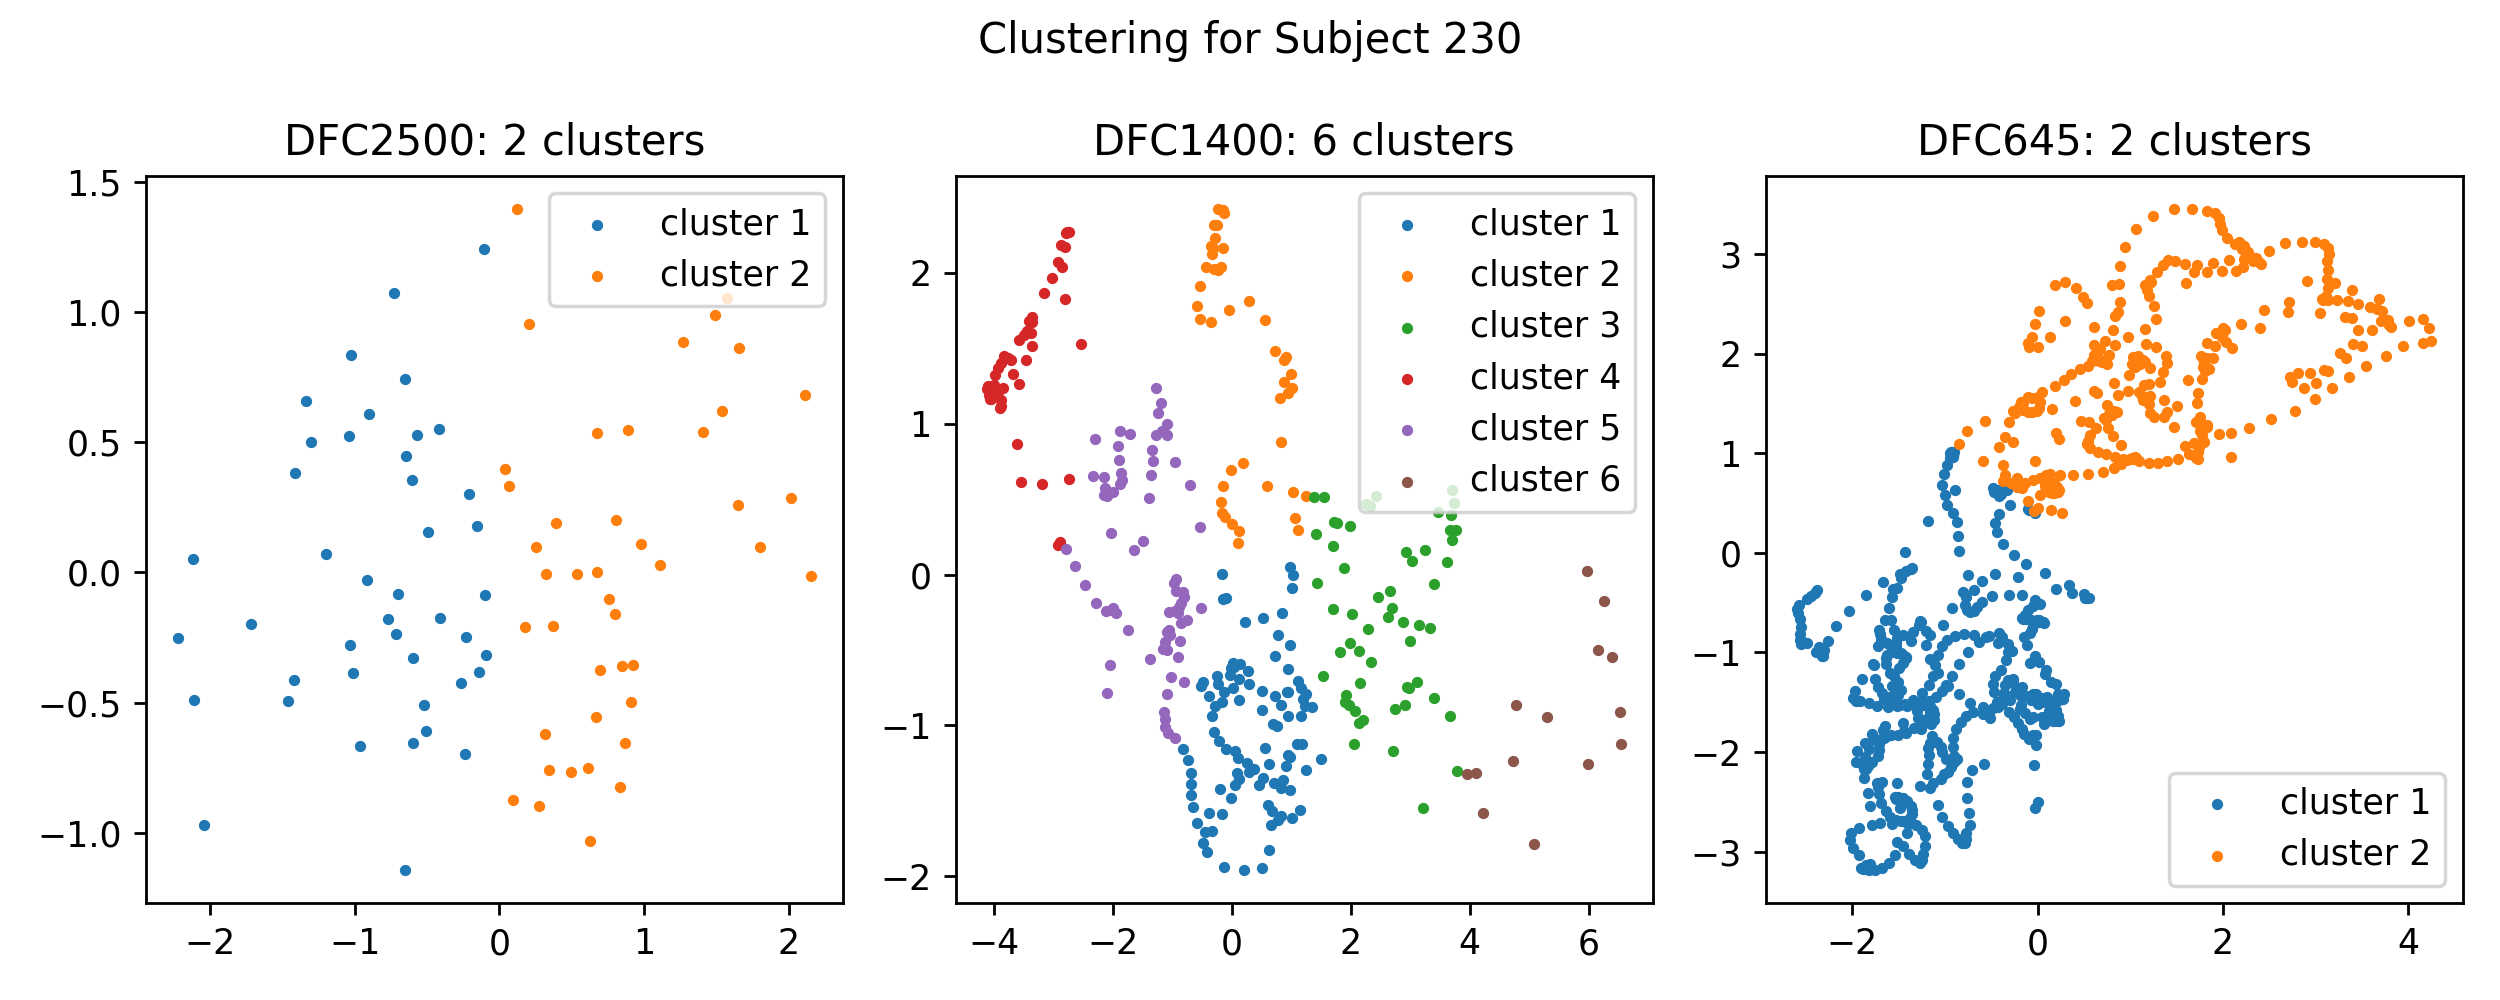 Clustering for Subject 230
DFC2500: 2 clusters
1.5
1.0
0.5
0.0
−0.5
−1.0
−2
−1
0
1
2
cluster 1
cluster 2
DFC1400: 6 clusters
2
1
0
−1
−2
−4
−2
0
2
4
6
cluster 1
cluster 2
cluster 3
cluster 4
cluster 5
cluster 6
DFC645: 2 clusters
3
2
1
0
−1
−2
−3
−2
0
2
4
cluster 1
cluster 2